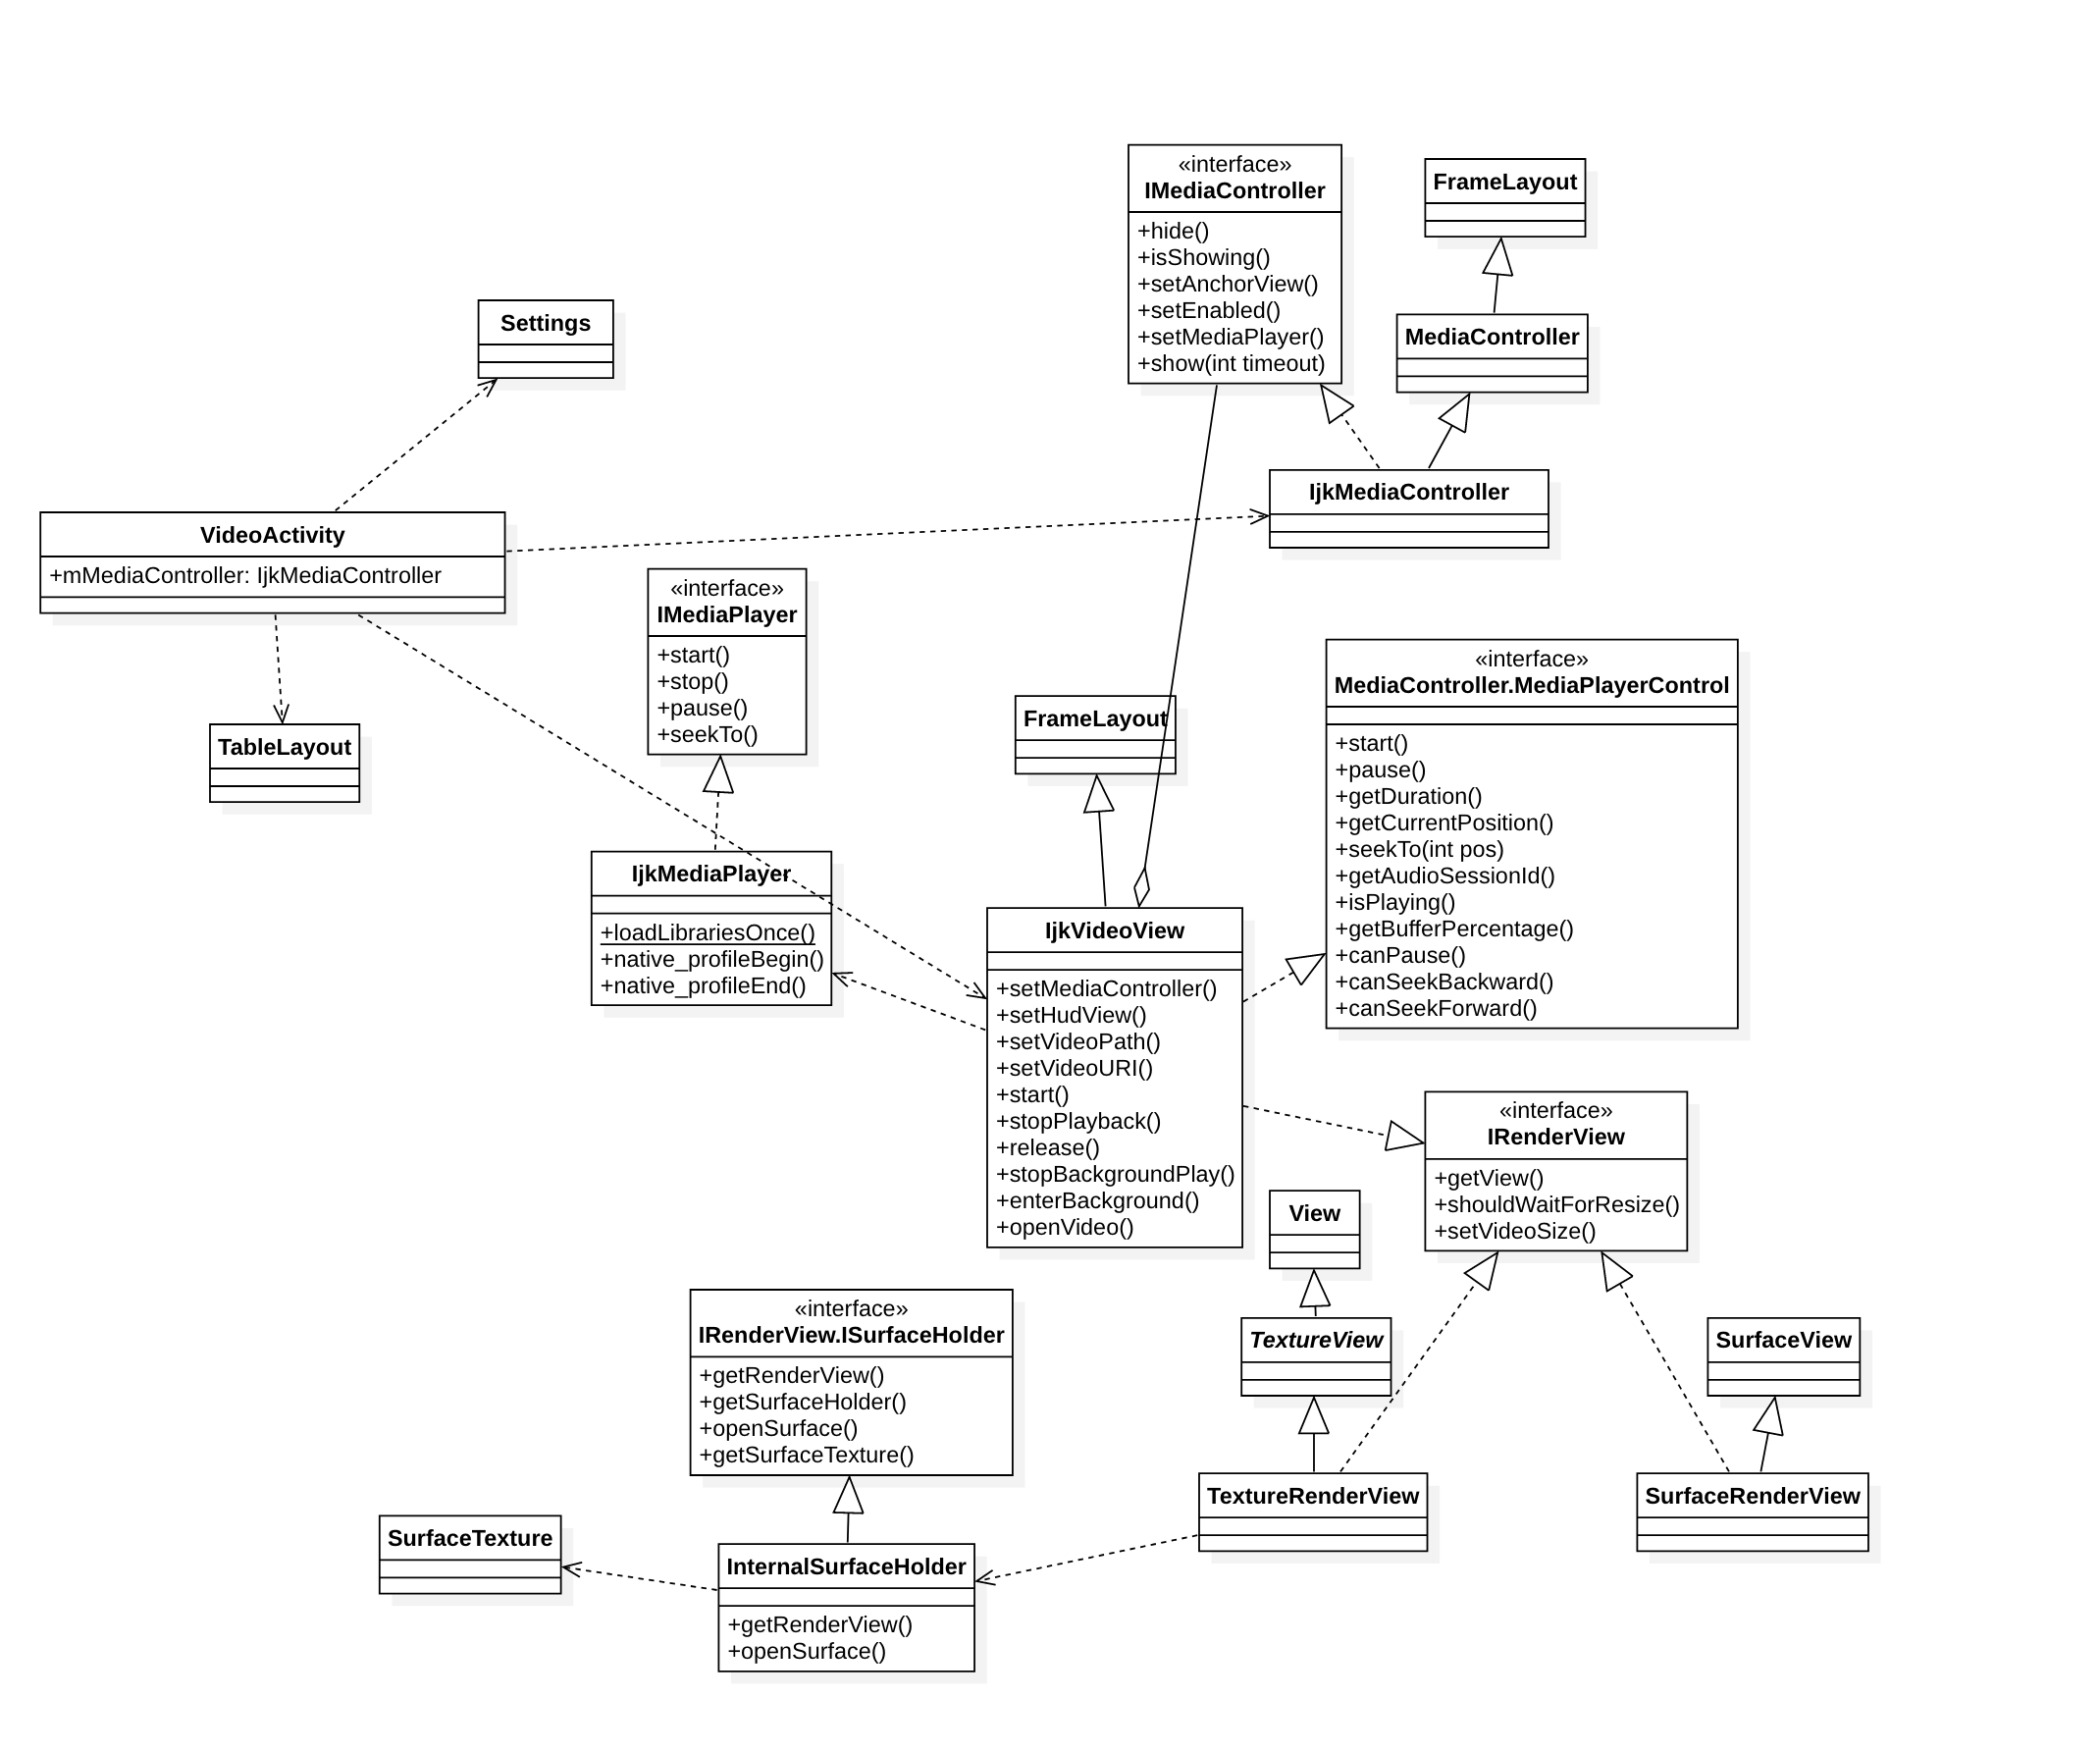 «interface»
IMediaController
+hide()
+isShowing()
+setAnchorView()
+setEnabled()
+setMediaPlayer()
+show(int timeout)
FrameLayout
MediaController
Settings
IjkMediaController
VideoActivity
+mMediaController: IjkMediaController
«interface»
IMediaPlayer
+start()
+stop()
+pause()
+seekTo()
TableLayout
FrameLayout
«interface»
MediaController.MediaPlayerControl
+start()
+pause()
+getDuration()
+getCurrentPosition()
+seekTo(int pos)
+getAudioSessionId()
+isPlaying()
+getBufferPercentage()
+canPause()
+canSeekBackward()
+canSeekForward()
IjkMediaPlayer
+loadLibrariesOnce()
+native_profileBegin()
+native_profileEnd()
IjkVideoView
+setMediaController()
+setHudView()
+setVideoPath()
+setVideoURI()
+start()
+stopPlayback()
+release()
+stopBackgroundPlay()
+enterBackground()
+openVideo()
«interface»
IRenderView
+getView()
+shouldWaitForResize()
+setVideoSize()
View
«interface»
IRenderView.ISurfaceHolder
+getRenderView()
+getSurfaceHolder()
+openSurface()
+getSurfaceTexture()
TextureView
SurfaceView
TextureRenderView
SurfaceRenderView
SurfaceTexture
InternalSurfaceHolder
+getRenderView()
+openSurface()